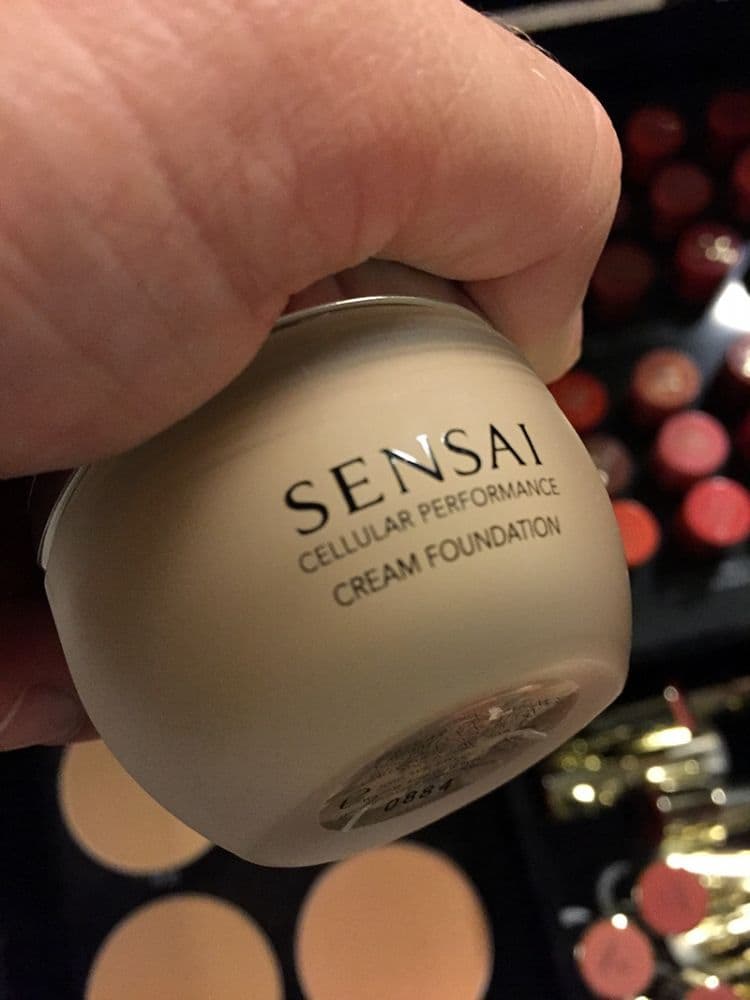 SENSAI
CELLULAR PERFORMANCE
CREAM FOUNDATION
0884